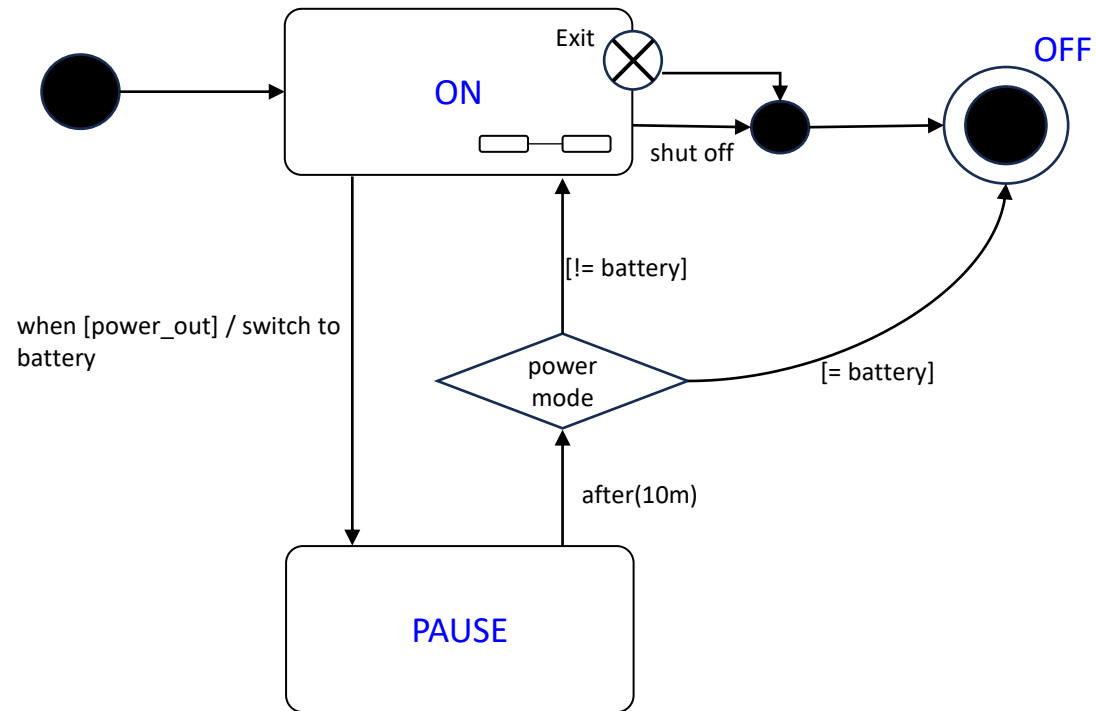 Exit
OFF
ON
shut off
[!= battery]
when [power_out] / switch to
battery
power
mode
[= battery]
after(10m)
PAUSE